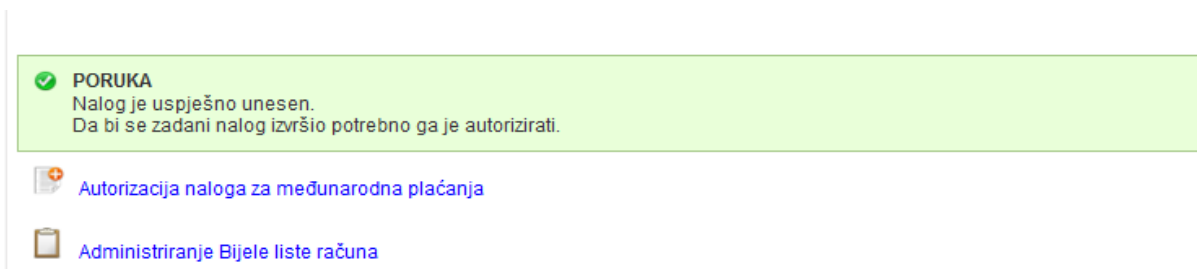 PORUKA
Nalog je uspješno unesen.
Da bi se zadani nalog izvršio potrebno ga je autorizirati.
Autorizacija naloga za međunarodna plaćanja
Administriranje Bijele liste računa